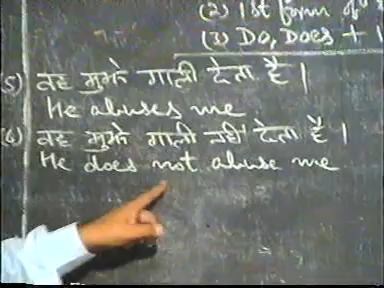 (2) 1st form of
(3) Do, Does + 1
5) वह मुझे गाली देता है |
He abuses me
(6) वह मुझे गाली नहीं देता है |
He does not abuse me